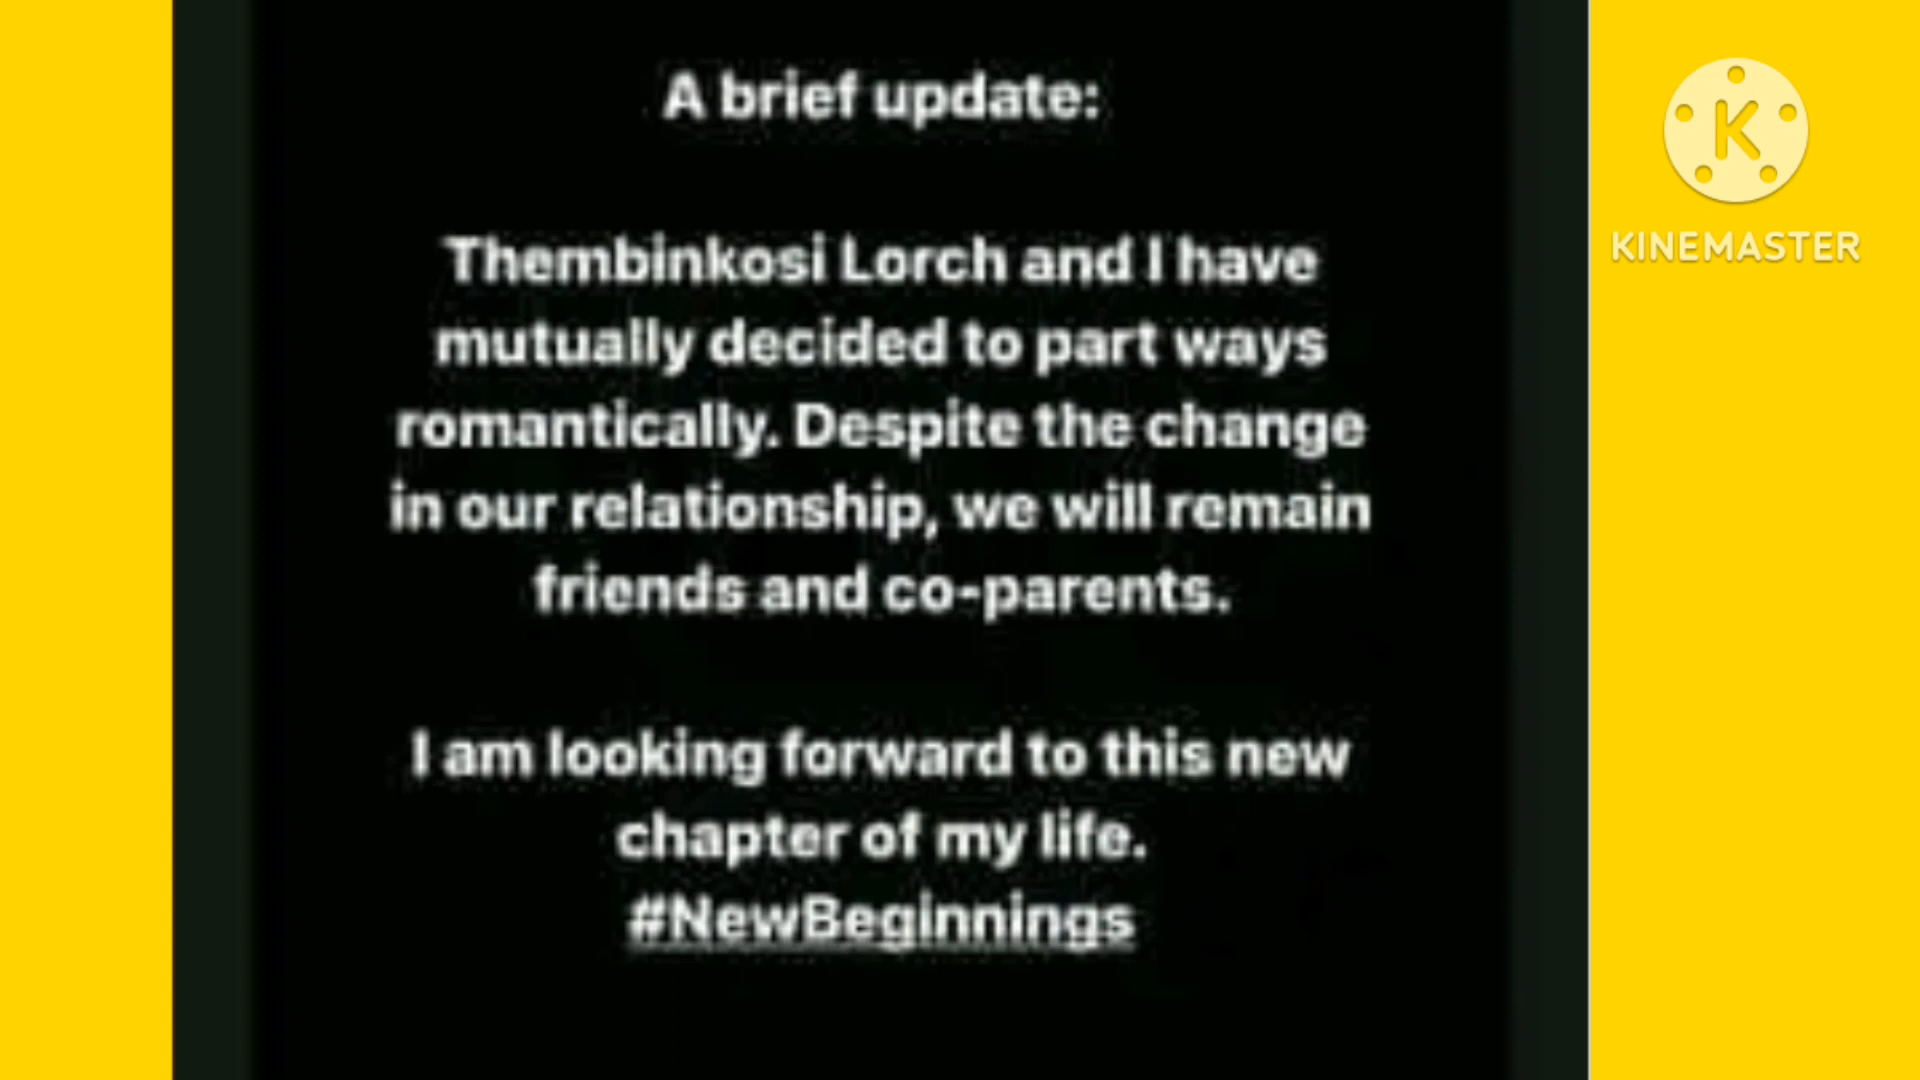 A brief update:
Thembinkosi Lorch and I have
mutually decided to part ways
romantically. Despite the change
in our relationship, we will remain
friends and co-parents.
I am looking forward to this new
chapter of my life.
#NewBeginnings
K
KINEMASTER